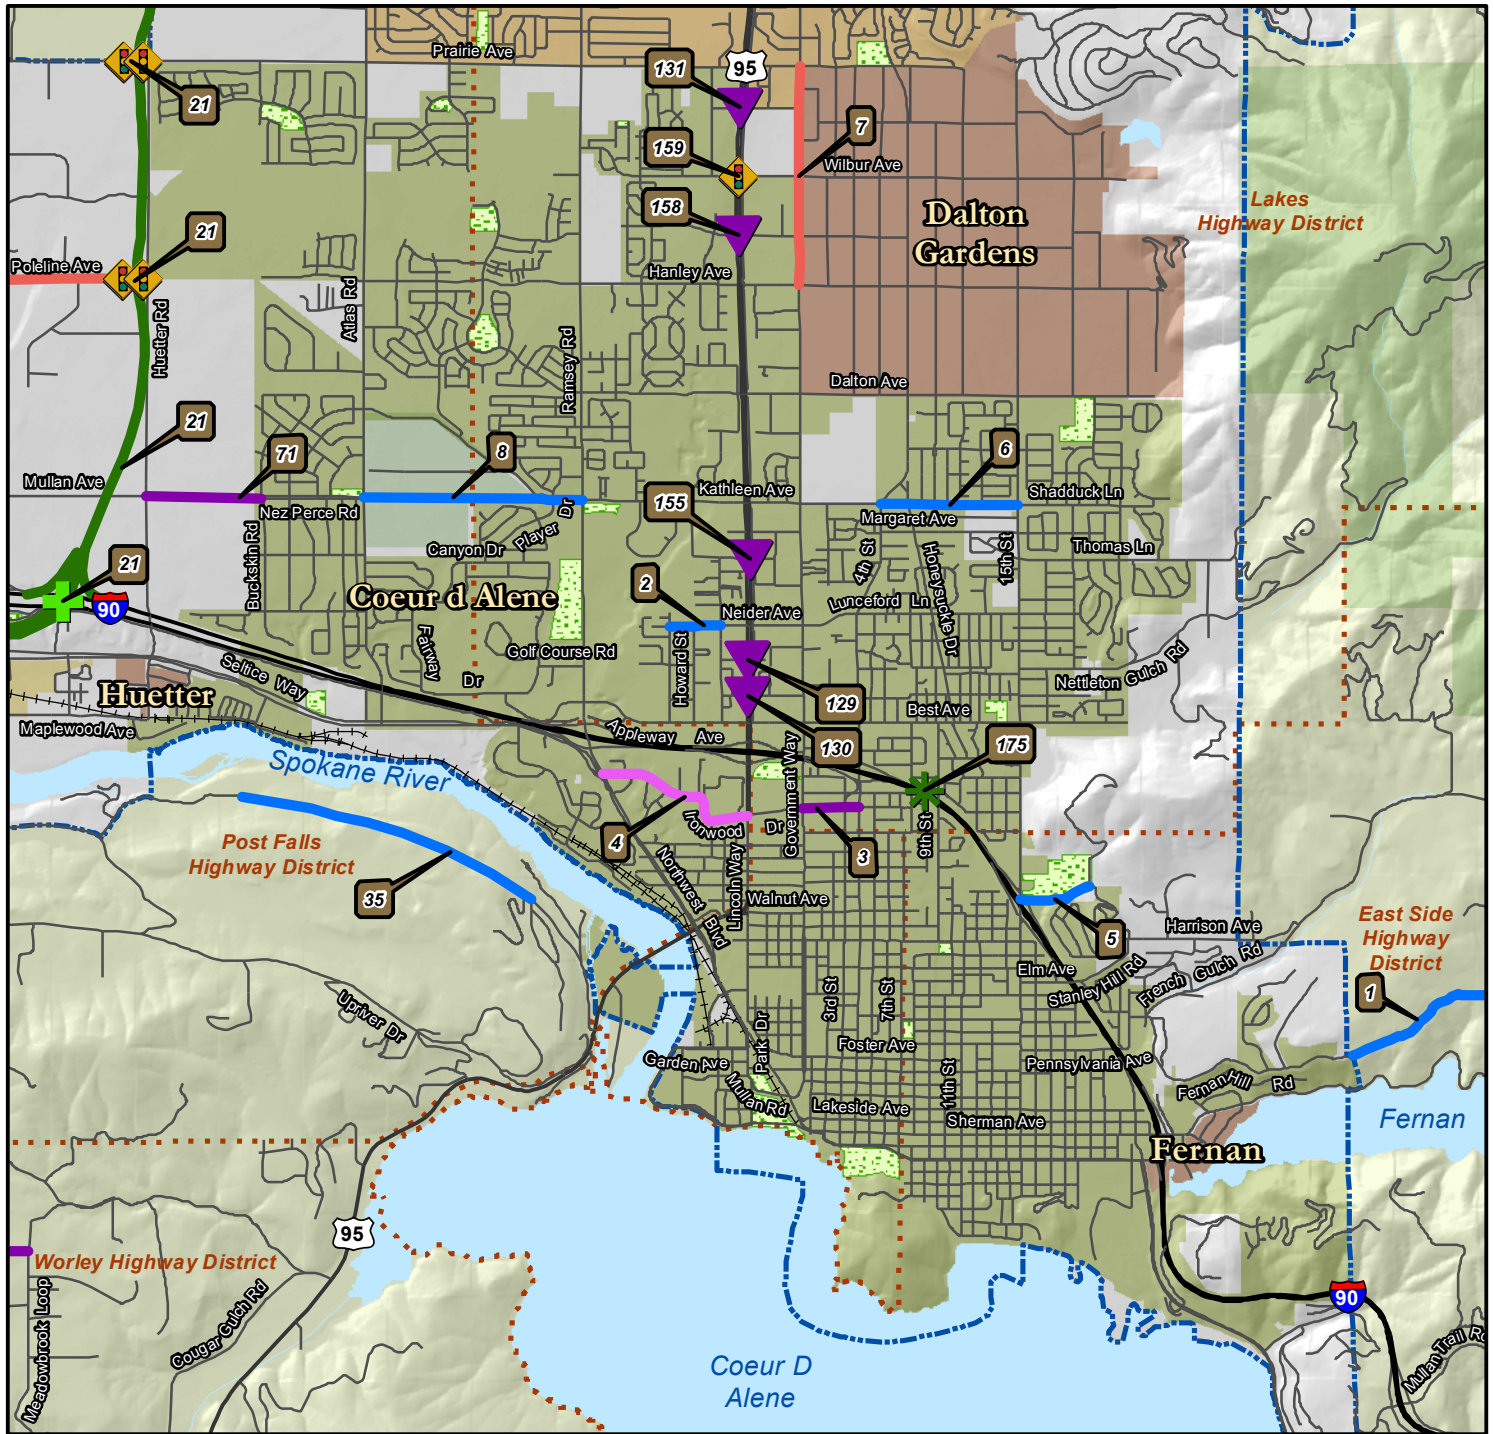 Prairie Ave
131
95
21
7
159
Wilbur Ave
158
Dalton
Gardens
Lakes
Highway District
21
Poleline Ave
Hanley Ave
Huetter Rd
Atlas Rd
Ramsey Rd
Dalton Ave
21
71
8
6
Mullan Ave
Kathleen Ave
Shadduck Ln
155
Nez Perce Rd
Player Dr
Margaret Ave
Canyon Dr
4th St
Honeysuckle Dr
15th St
Thomas Ln
Buckskin Rd
21
90
Coeur d Alene
2
Neider Ave
Lunceford Ln
Fairway Dr
Golf Course Rd
Howard St
Nettleton Gulch Rd
Seltice Way
Huetter
129
Best Ave
Maplewood Ave
Appleway Ave
130
175
Spokane River
Government Way
4
Ironwood Dr
3
9th St
Post Falls
Highway District
35
Northwest Blvd
Lincoln Way
Walnut Ave
5
Harrison Ave
East Side
Highway
District
Elm Ave
Stanley Hill Rd
French Gulch Rd
1
Upriver Dr
3rd St
7th St
Park Dr
Foster Ave
Garden Ave
11th St
Pennsylvania Ave
Fernan Hill Rd
Mullan Rd
Lakeside Ave
Sherman Ave
Fernan
Fernan
95
Worley Highway District
Meadowbrook Loop
Cougar Gulch Rd
90
Coeur D
Alene
Mullan Trail Rd